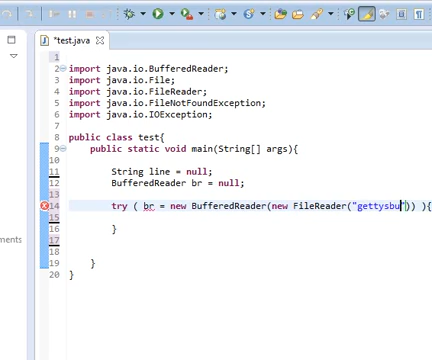 *test.java
1
2 import java.io.BufferedReader;
3 import java.io.File;
4 import java.io.FileReader;
5 import java.io.FileNotFoundException;
6 import java.io.IOException;
7
8 public class test{
9 public static void main(String[] args){
10
11 String line = null;
12 BufferedReader br = null;
13
14 try ( br = new BufferedReader(new FileReader("gettysbu")) ){
15
16 }
17
18
19 }
20 }
ments